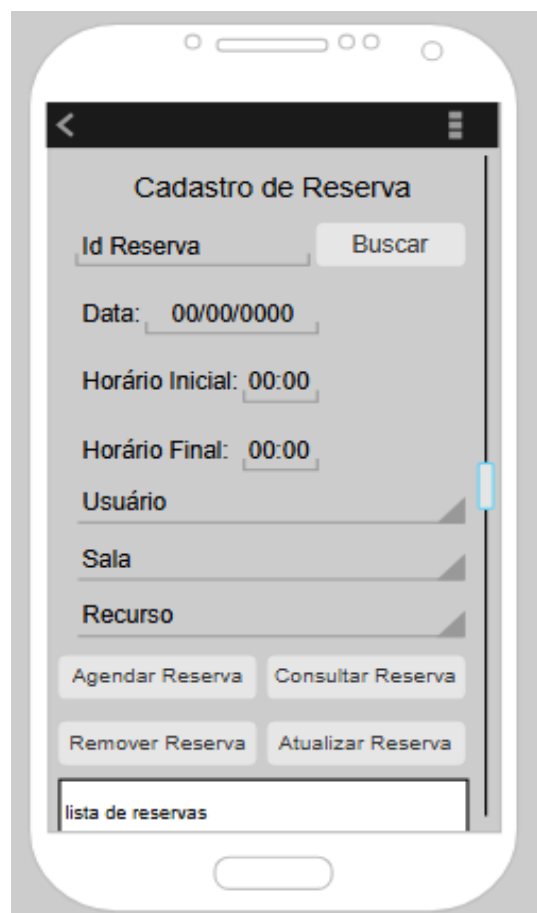 Cadastro de Reserva
Id Reserva Buscar
Data: 00/00/0000
Horário Inicial: 00:00
Horário Final: 00:00
Usuário
Sala
Recurso
Agendar Reserva Consultar Reserva
Remover Reserva Atualizar Reserva
lista de reservas